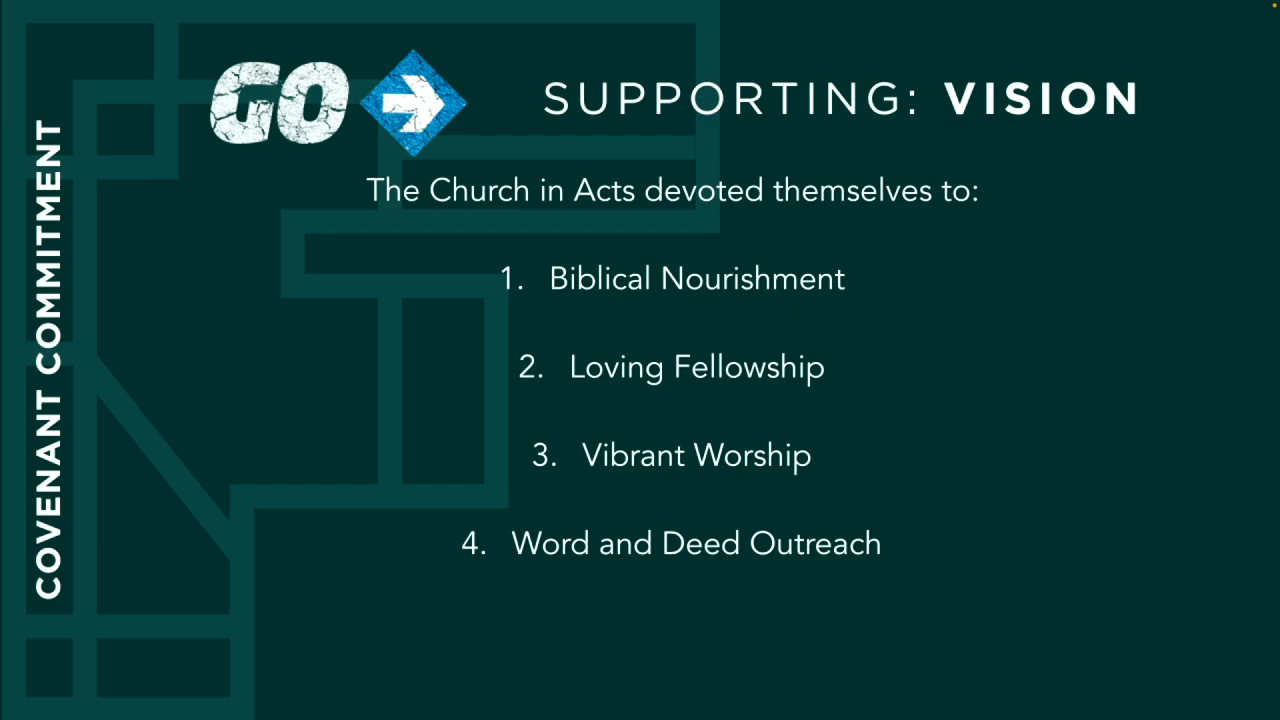 COVENANT COMMITMENT
GO
SUPPORTING: VISION
The Church in Acts devoted themselves to:
1. Biblical Nourishment
2. Loving Fellowship
3. Vibrant Worship
4. Word and Deed Outreach